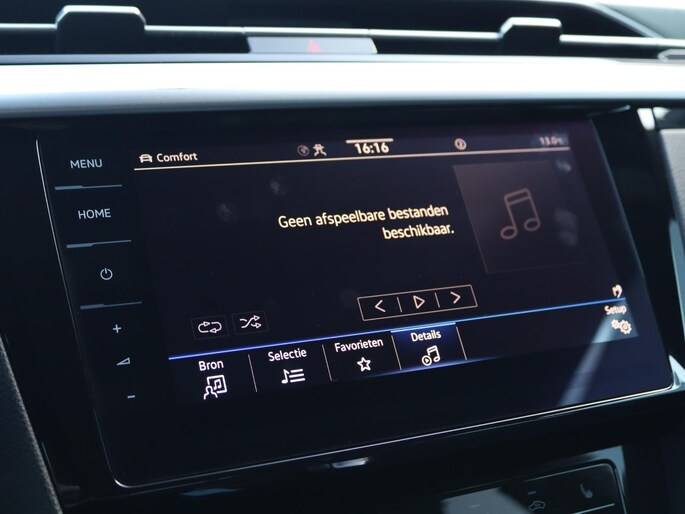 MENU
HOME
Comfort
16:16
13.0°C
Geen afspeelbare bestanden
beschikbaar.
Setup
Bron
Selectie
Favorieten
Details